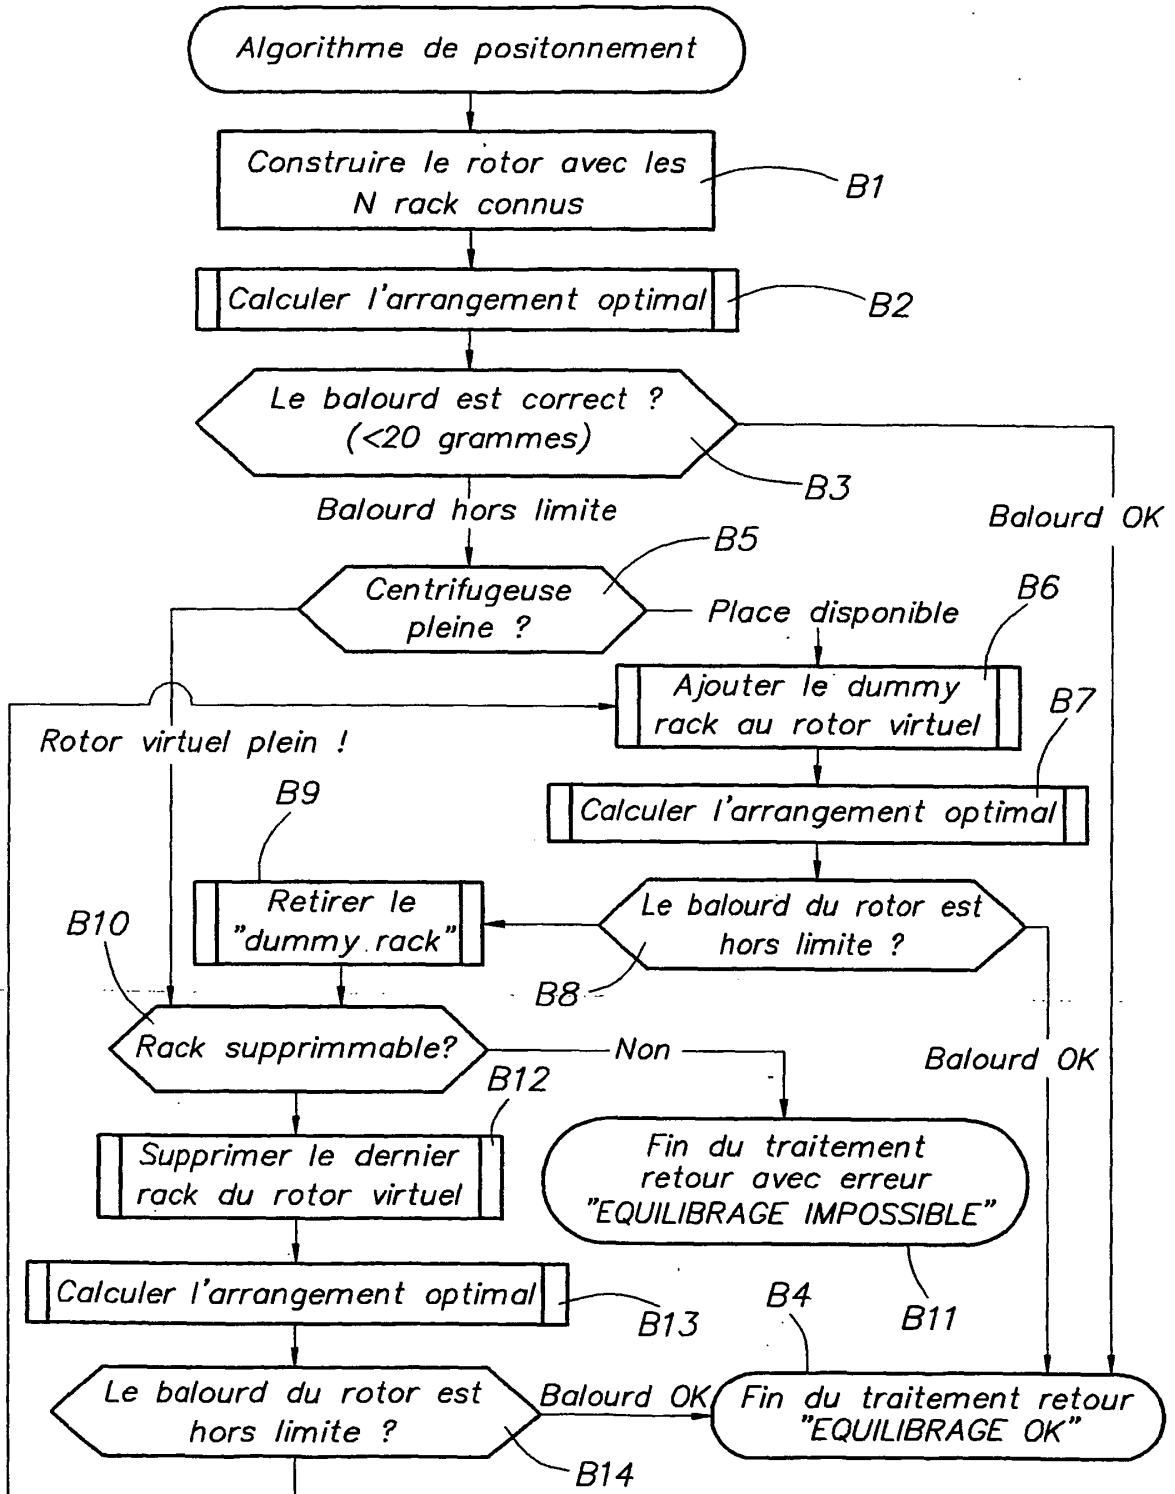 Algorithme de positonnement
Construire le rotor avec les
N rack connus
B1
Calculer l'arrangement optimal
B2
Le balourd est correct ?
(<20 grammes)
B3
Balourd hors limite
Balourd OK
B5
Centrifugeuse
pleine ?
Place disponible
B6
Ajouter le dummy
rack au rotor virtuel
B7
Rotor virtuel plein !
Calculer l'arrangement optimal
B9
Retirer le
"dummy rack"
Le balourd du rotor est
hors limite ?
B10
B8
Rack supprimmable?
Non
Balourd OK
B12
Supprimer le dernier
rack du rotor virtuel
Fin du traitement
retour avec erreur
"EQUILIBRAGE IMPOSSIBLE"
Calculer l'arrangement optimal
B13
B4
B11
Le balourd du rotor est
hors limite ?
Balourd OK
Fin du traitement retour
"EQUILIBRAGE OK"
B14